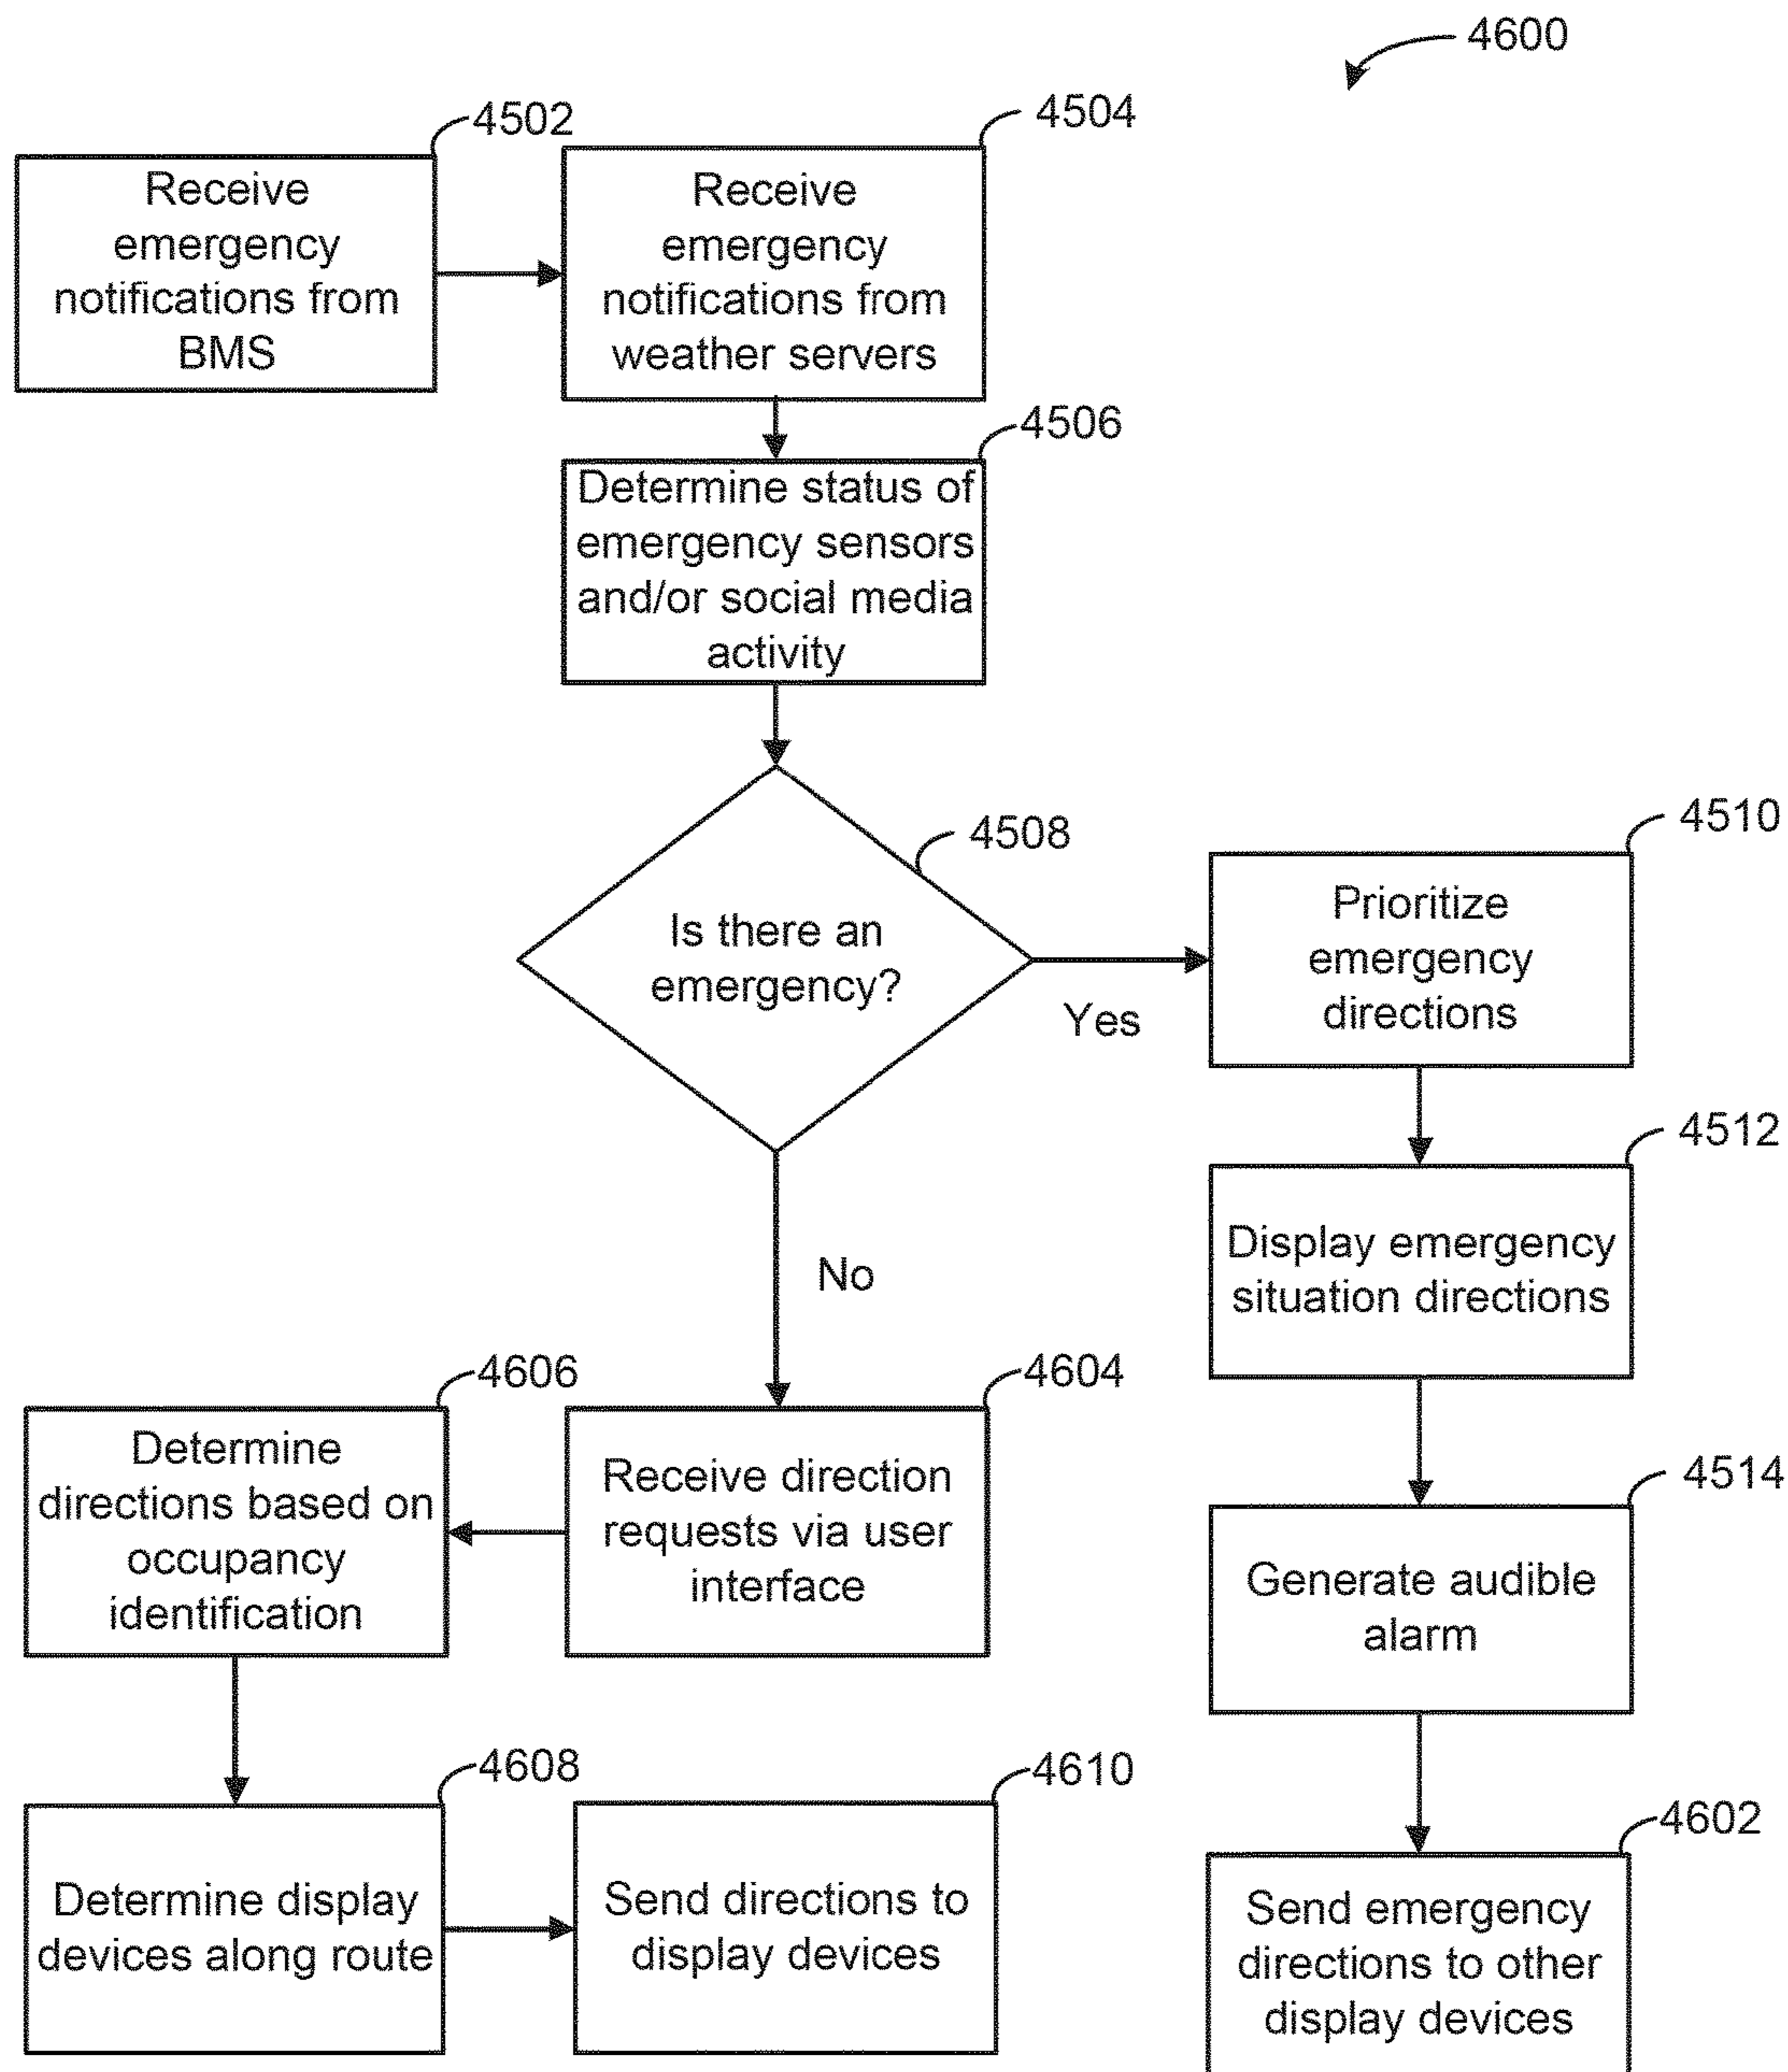 4600
4502
Receive
emergency
notifications from
BMS
4504
Receive
emergency
notifications from
weather servers
4506
Determine status of
emergency sensors
and/or social media
activity
4508
Is there an
emergency?
Yes
No
4510
Prioritize
emergency
directions
4512
Display emergency
situation directions
4514
Generate audible
alarm
4602
Send emergency
directions to other
display devices
4604
Receive direction
requests via user
interface
4606
Determine
directions based on
occupancy
identification
4608
Determine display
devices along route
4610
Send directions to
display devices